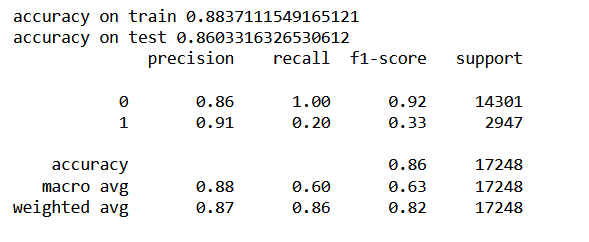 accuracy on train 0.8837111549165121
accuracy on test 0.8603316326530612
precision recall f1-score support
0 0.86 1.00 0.92 14301
1 0.91 0.20 0.33 2947
accuracy 0.86 17248
macro avg 0.88 0.60 0.63 17248
weighted avg 0.87 0.86 0.82 17248